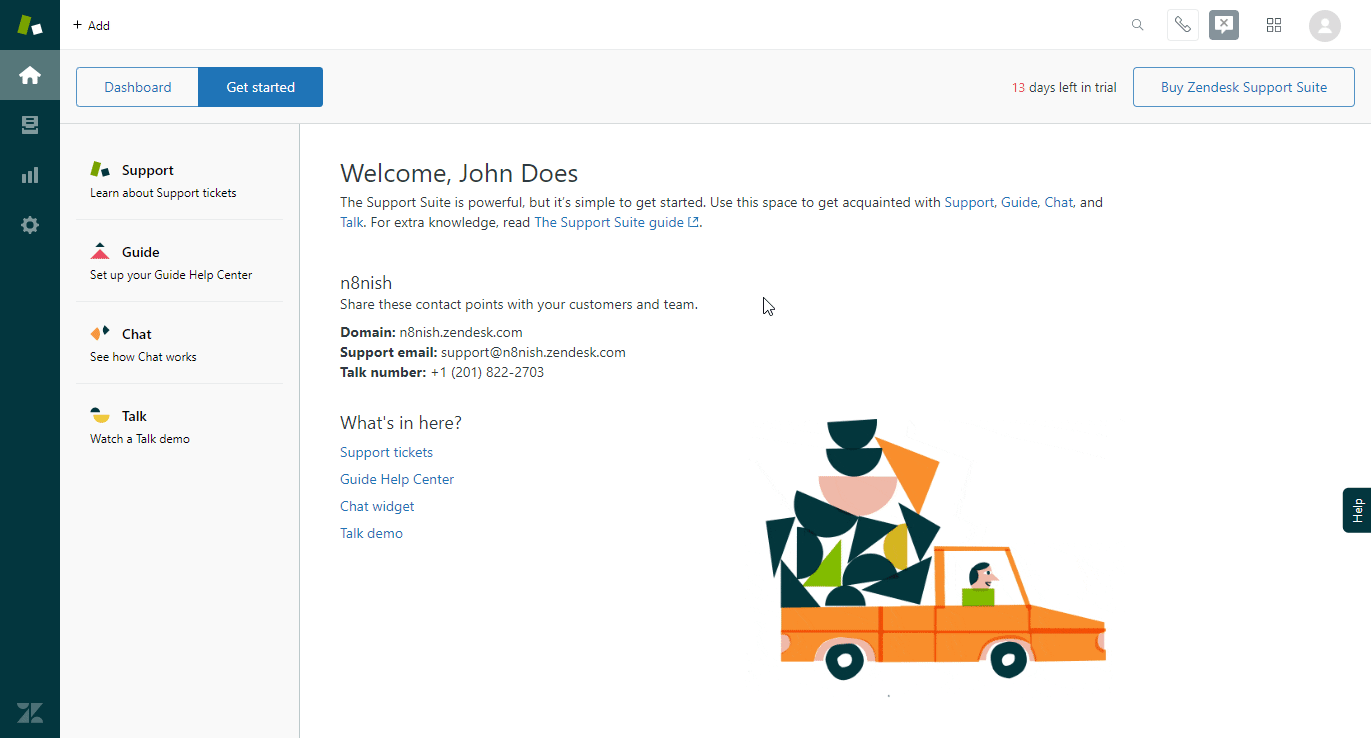 + Add
Dashboard
Get started
13 days left in trial
Buy Zendesk Support Suite
Support
Learn about Support tickets
Guide
Set up your Guide Help Center
Chat
See how Chat works
Talk
Watch a Talk demo
Welcome, John Does
The Support Suite is powerful, but it's simple to get started. Use this space to get acquainted with Support, Guide, Chat, and
Talk. For extra knowledge, read The Support Suite guide.
n8nish
Share these contact points with your customers and team.
Domain: n8nish.zendesk.com
Support email: support@n8nish.zendesk.com
Talk number: +1 (201) 822-2703
What's in here?
Support tickets
Guide Help Center
Chat widget
Talk demo
Help